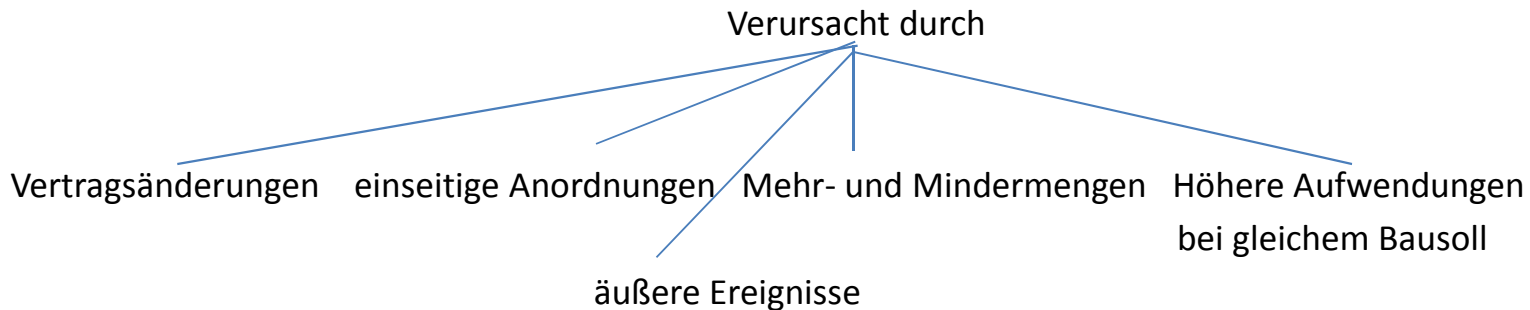 Verursacht durch
Vertragsänderungen einseitige Anordnungen Mehr- und Mindermengen Höhere Aufwendungen
bei gleichem Bausoll
äußere Ereignisse